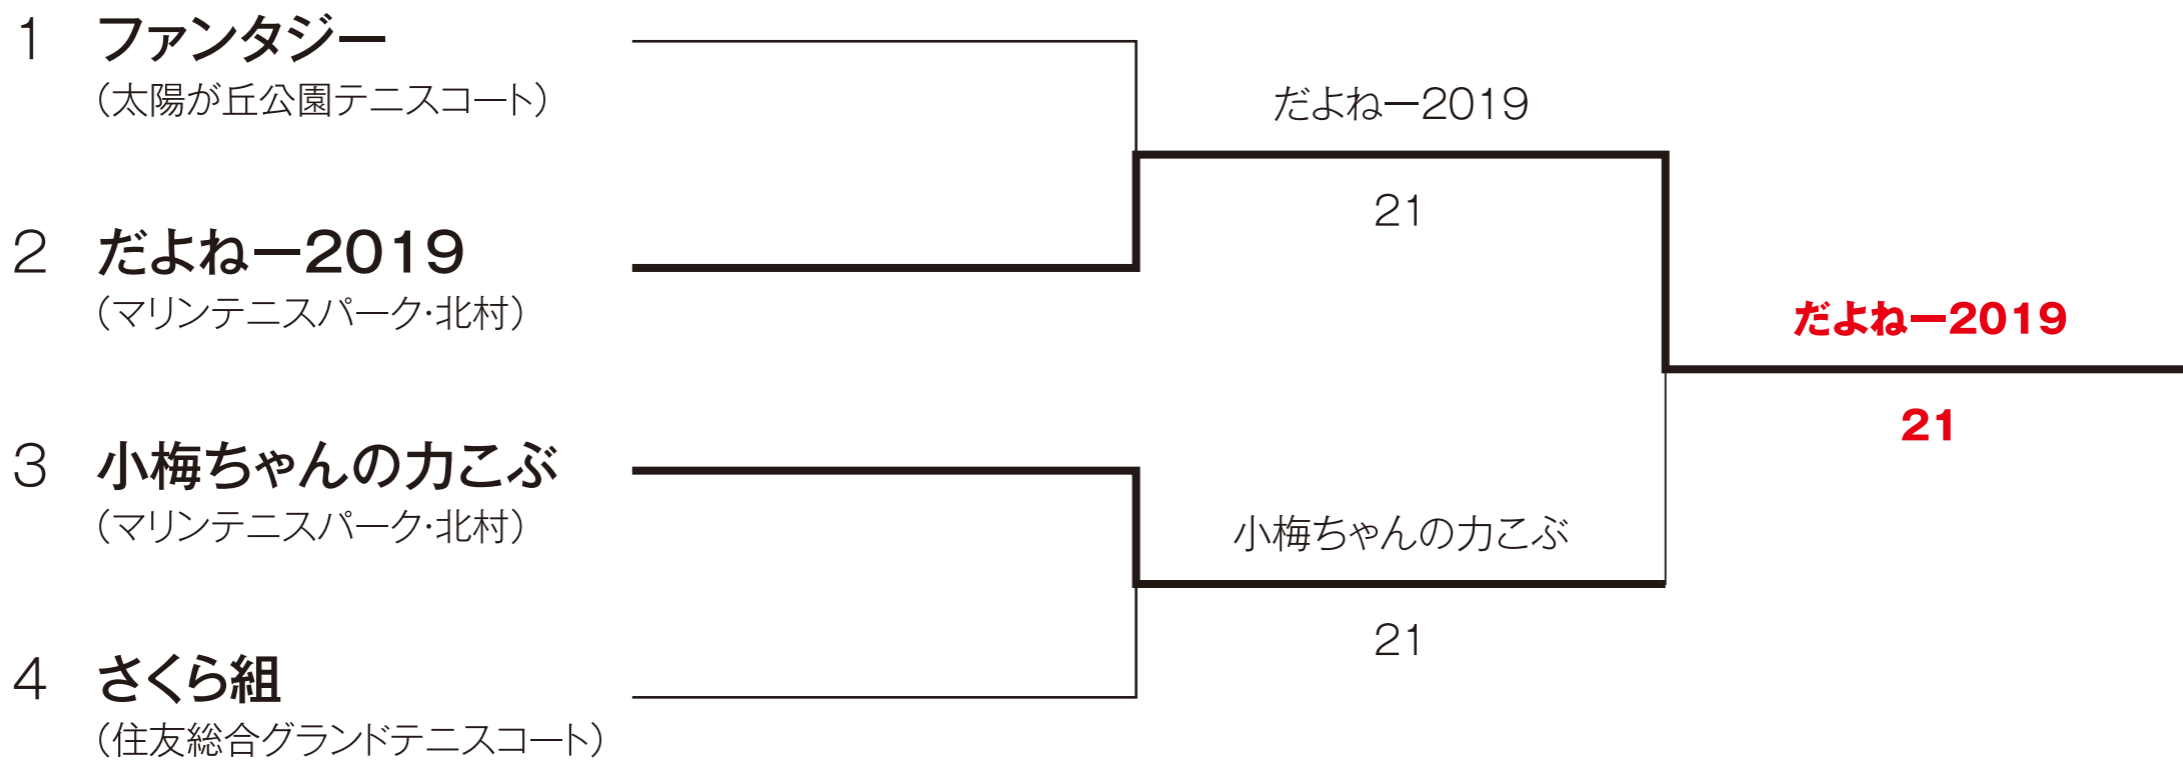 1 ファンタジー
(太陽が丘公園テニスコート)
2 だよねー2019
(マリンテニスパーク・北村)
3 小梅ちゃんの力こぶ
(マリンテニスパーク・北村)
4 さくら組
(住友総合グランドテニスコート)
だよねー2019
21
小梅ちゃんの力こぶ
21
だよねー2019
21